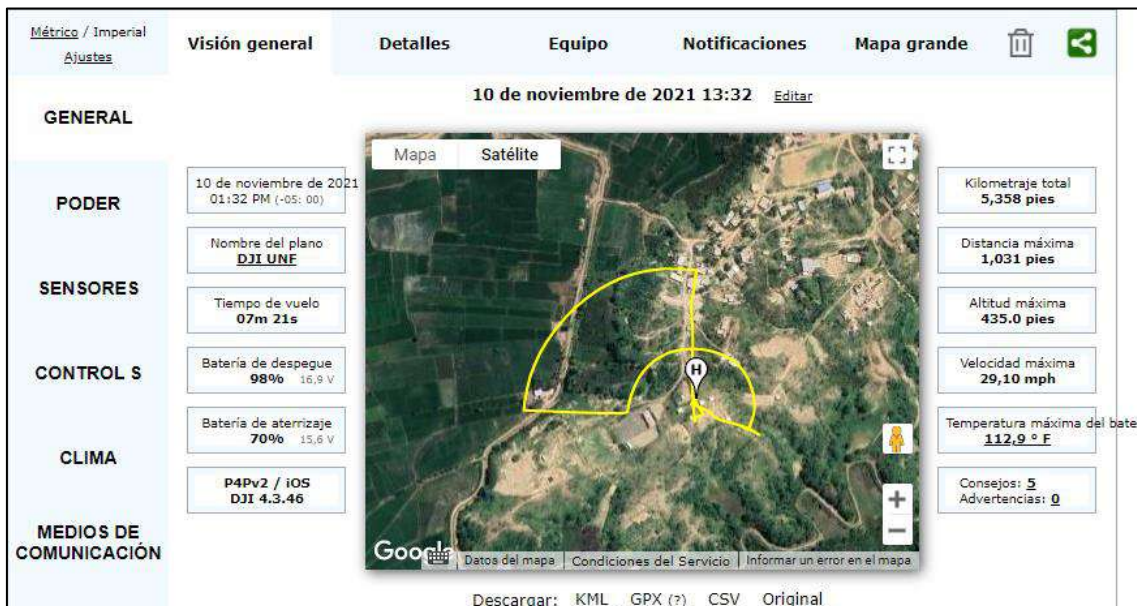 Métrico / Imperial
Ajustes
Visión general
Detalles
Equipo
Notificaciones
Mapa grande
GENERAL
PODER
SENSORES
CONTROL S
CLIMA
MEDIOS DE
COMUNICACIÓN
10 de noviembre de 2021 13:32 Editar
10 de noviembre de 2021
01:32 PM (-05: 00)
Nombre del plano
DJI UNF
Tiempo de vuelo
07m 21s
Batería de despegue
98% 16,9 V
Batería de aterrizaje
70% 15,6 V
P4Pv2 / iOS
DJI 4.3.46
Mapa Satélite
H
Google
Datos del mapa
Condiciones del Servicio
Informar un error en el mapa
Kilometraje total
5,358 pies
Distancia máxima
1,031 pies
Altitud máxima
435.0 pies
Velocidad máxima
29,10 mph
Temperatura máxima del bate
112,9 ° F
Consejos: 5
Advertencias: 0
Descargar: KML GPX (?) CSV Original